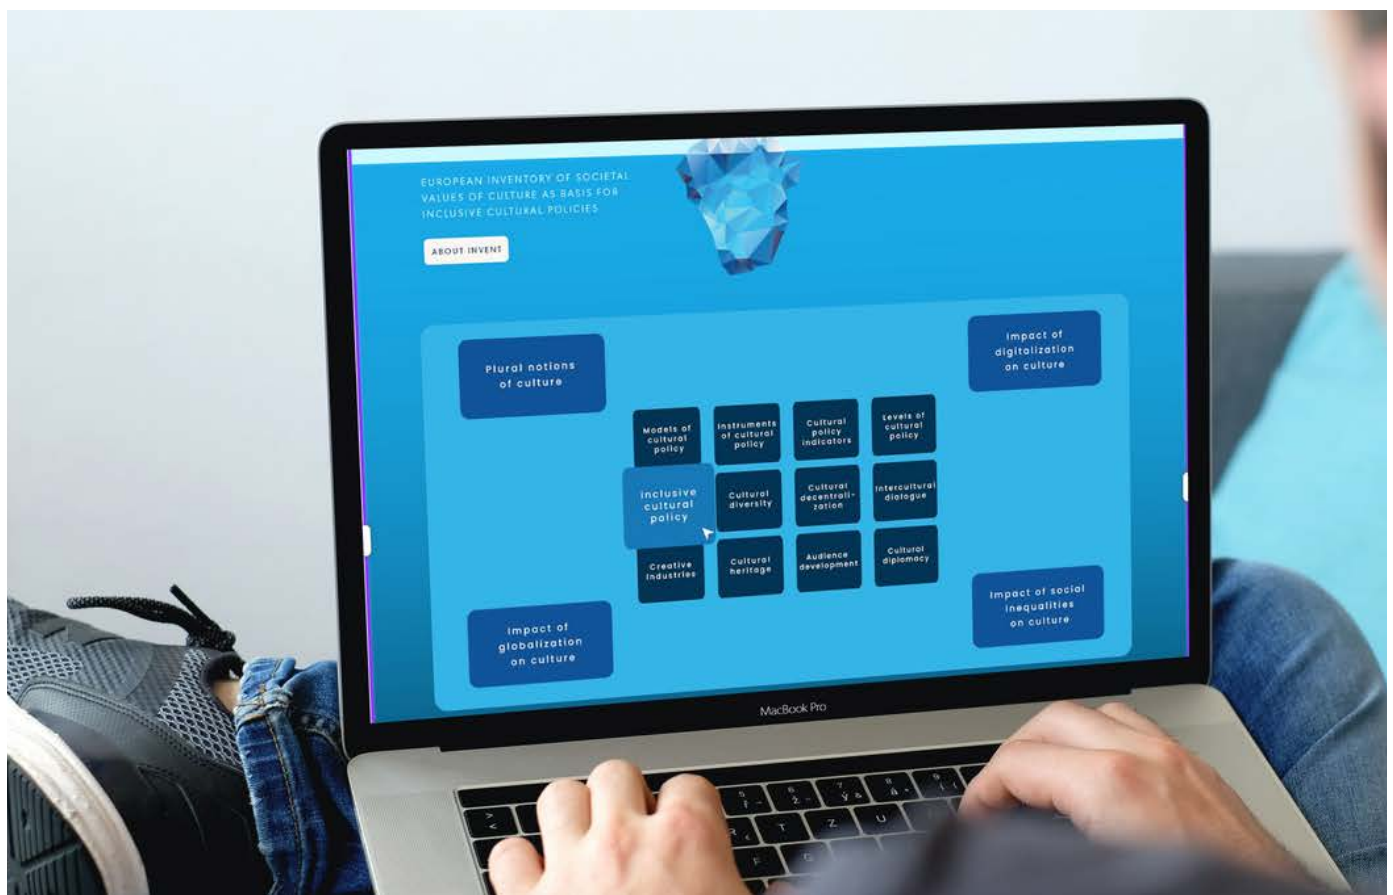 EUROPEAN INVENTORY OF SOCIETAL
VALUES OF CULTURE AS BASIS FOR
INCLUSIVE CULTURAL POLICIES
ABOUT INVENT
Plural notions
of culture
Impact of
digitalization
on culture
Models of
cultural
policy
Instruments
of cultural
policy
Cultural
policy
indicators
Levels of
cultural
policy
inclusive
cultural
policy
Cultural
diversity
Cultural
decentrali-
zation
Intercultural
dialogue
Creative
Industries
Cultural
heritage
Audience
development
Cultural
diplomacy
Impact of
globalization
on culture
Impact of social
inequalities
on culture
MacBook Pro
R T Z U
F